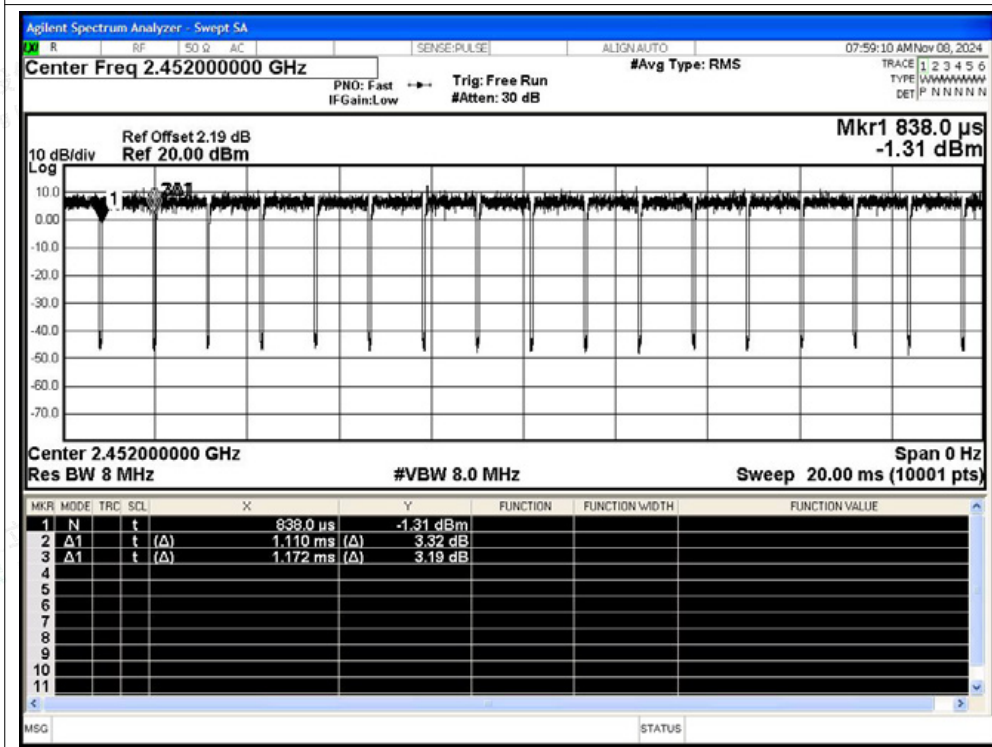 Agilent Spectrum Analyzer - Swept SA
LXI R RF 50 Ω AC SENSE:PULSE ALIGN AUTO 07:59:10 AM Nov 08, 2024
Center Freq 2.452000000 GHz
PNO: Fast
IFGain:Low
Trig: Free Run
#Atten: 30 dB
#Avg Type: RMS
TRACE 1 2 3 4 5 6
TYPE WWWWWWW
DET P N N N N N
Ref Offset 2.19 dB
10 dB/div Ref 20.00 dBm
Log
Mkr1 838.0 µs
-1.31 dBm
10.0
0.00
-10.0
-20.0
-30.0
-40.0
-50.0
-60.0
-70.0
1
3Δ1
Center 2.452000000 GHz Span 0 Hz
Res BW 8 MHz #VBW 8.0 MHz Sweep 20.00 ms (10001 pts)
MKR MODE TRC SCL X Y FUNCTION FUNCTION WIDTH FUNCTION VALUE
1 N t 838.0 µs -1.31 dBm
2 Δ1 t (Δ) 1.110 ms (Δ) 3.32 dB
3 Δ1 t (Δ) 1.172 ms (Δ) 3.19 dB
4
5
6
7
8
9
10
11
MSG STATUS